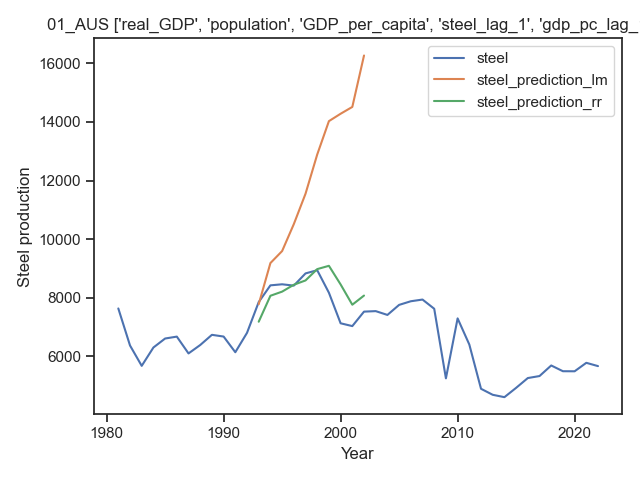 01_AUS ['real_GDP', 'population', 'GDP_per_capita', 'steel_lag_1', 'gdp_pc_lag_
steel
steel_prediction_lm
steel_prediction_rr
Steel production
16000
14000
12000
10000
8000
6000
1980 1990 2000 2010 2020
Year